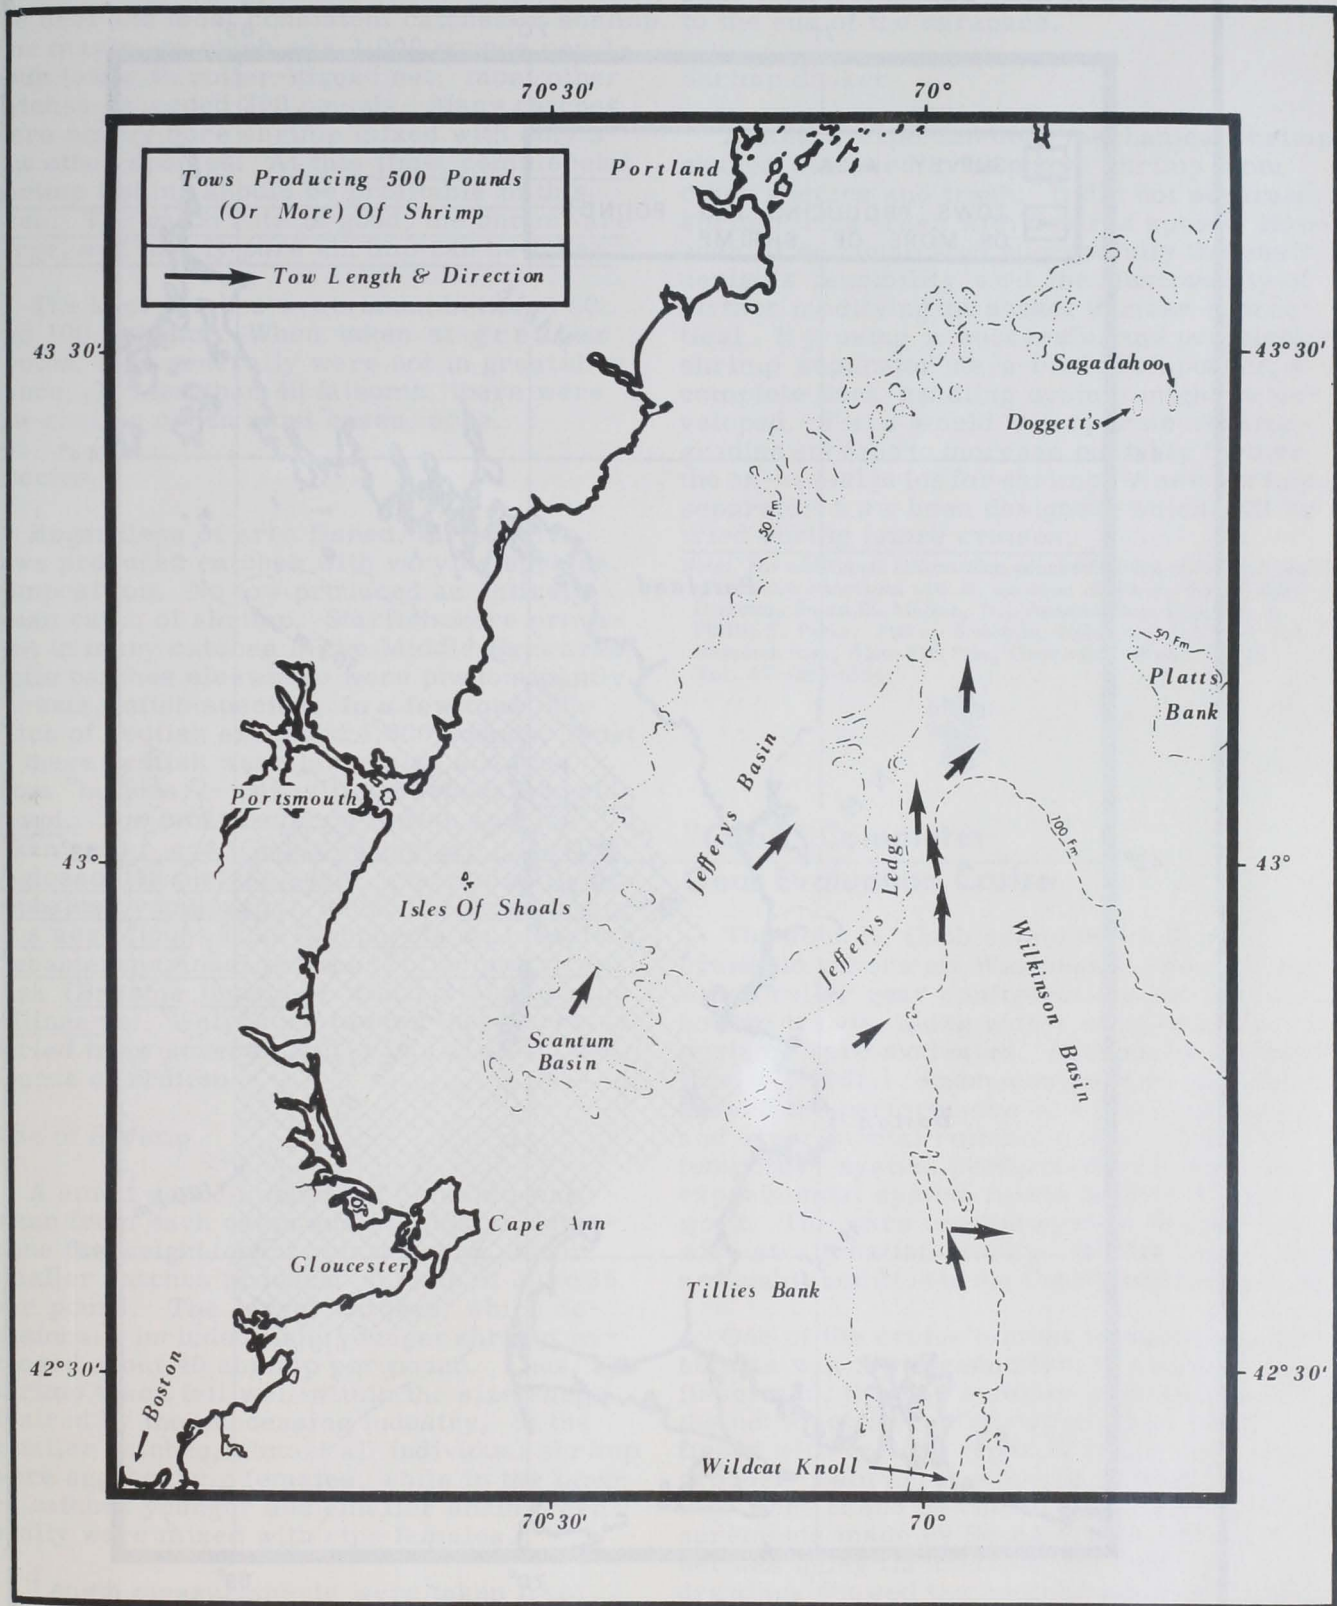 70°30'
70°
Tows Producing 500 Pounds
(Or More) Of Shrimp
Tow Length & Direction
Portland
43 30'
43°30'
Sagadahoo
Doggett's
50 Fm
50 Fm
Platts
Bank
Jefferys Basin
Portsmouth
100 Fm
43°
43°
Jefferys Ledge
Isles Of Shoals
Wilkinson Basin
Scantum
Basin
Cape Ann
Gloucester
Tillies Bank
42°30'
42°30'
Boston
Wildcat Knoll
70°30'
70°